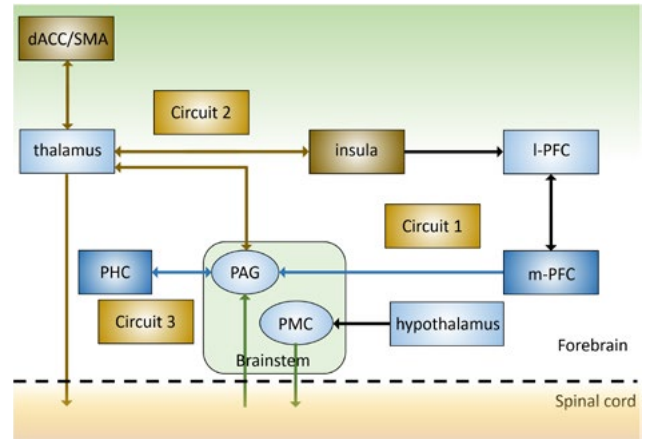 dACC/SMA
Circuit 2
thalamus
insula
l-PFC
Circuit 1
PHC
PAG
m-PFC
Circuit 3
PMC
hypothalamus
Brainstem
Forebrain
Spinal cord